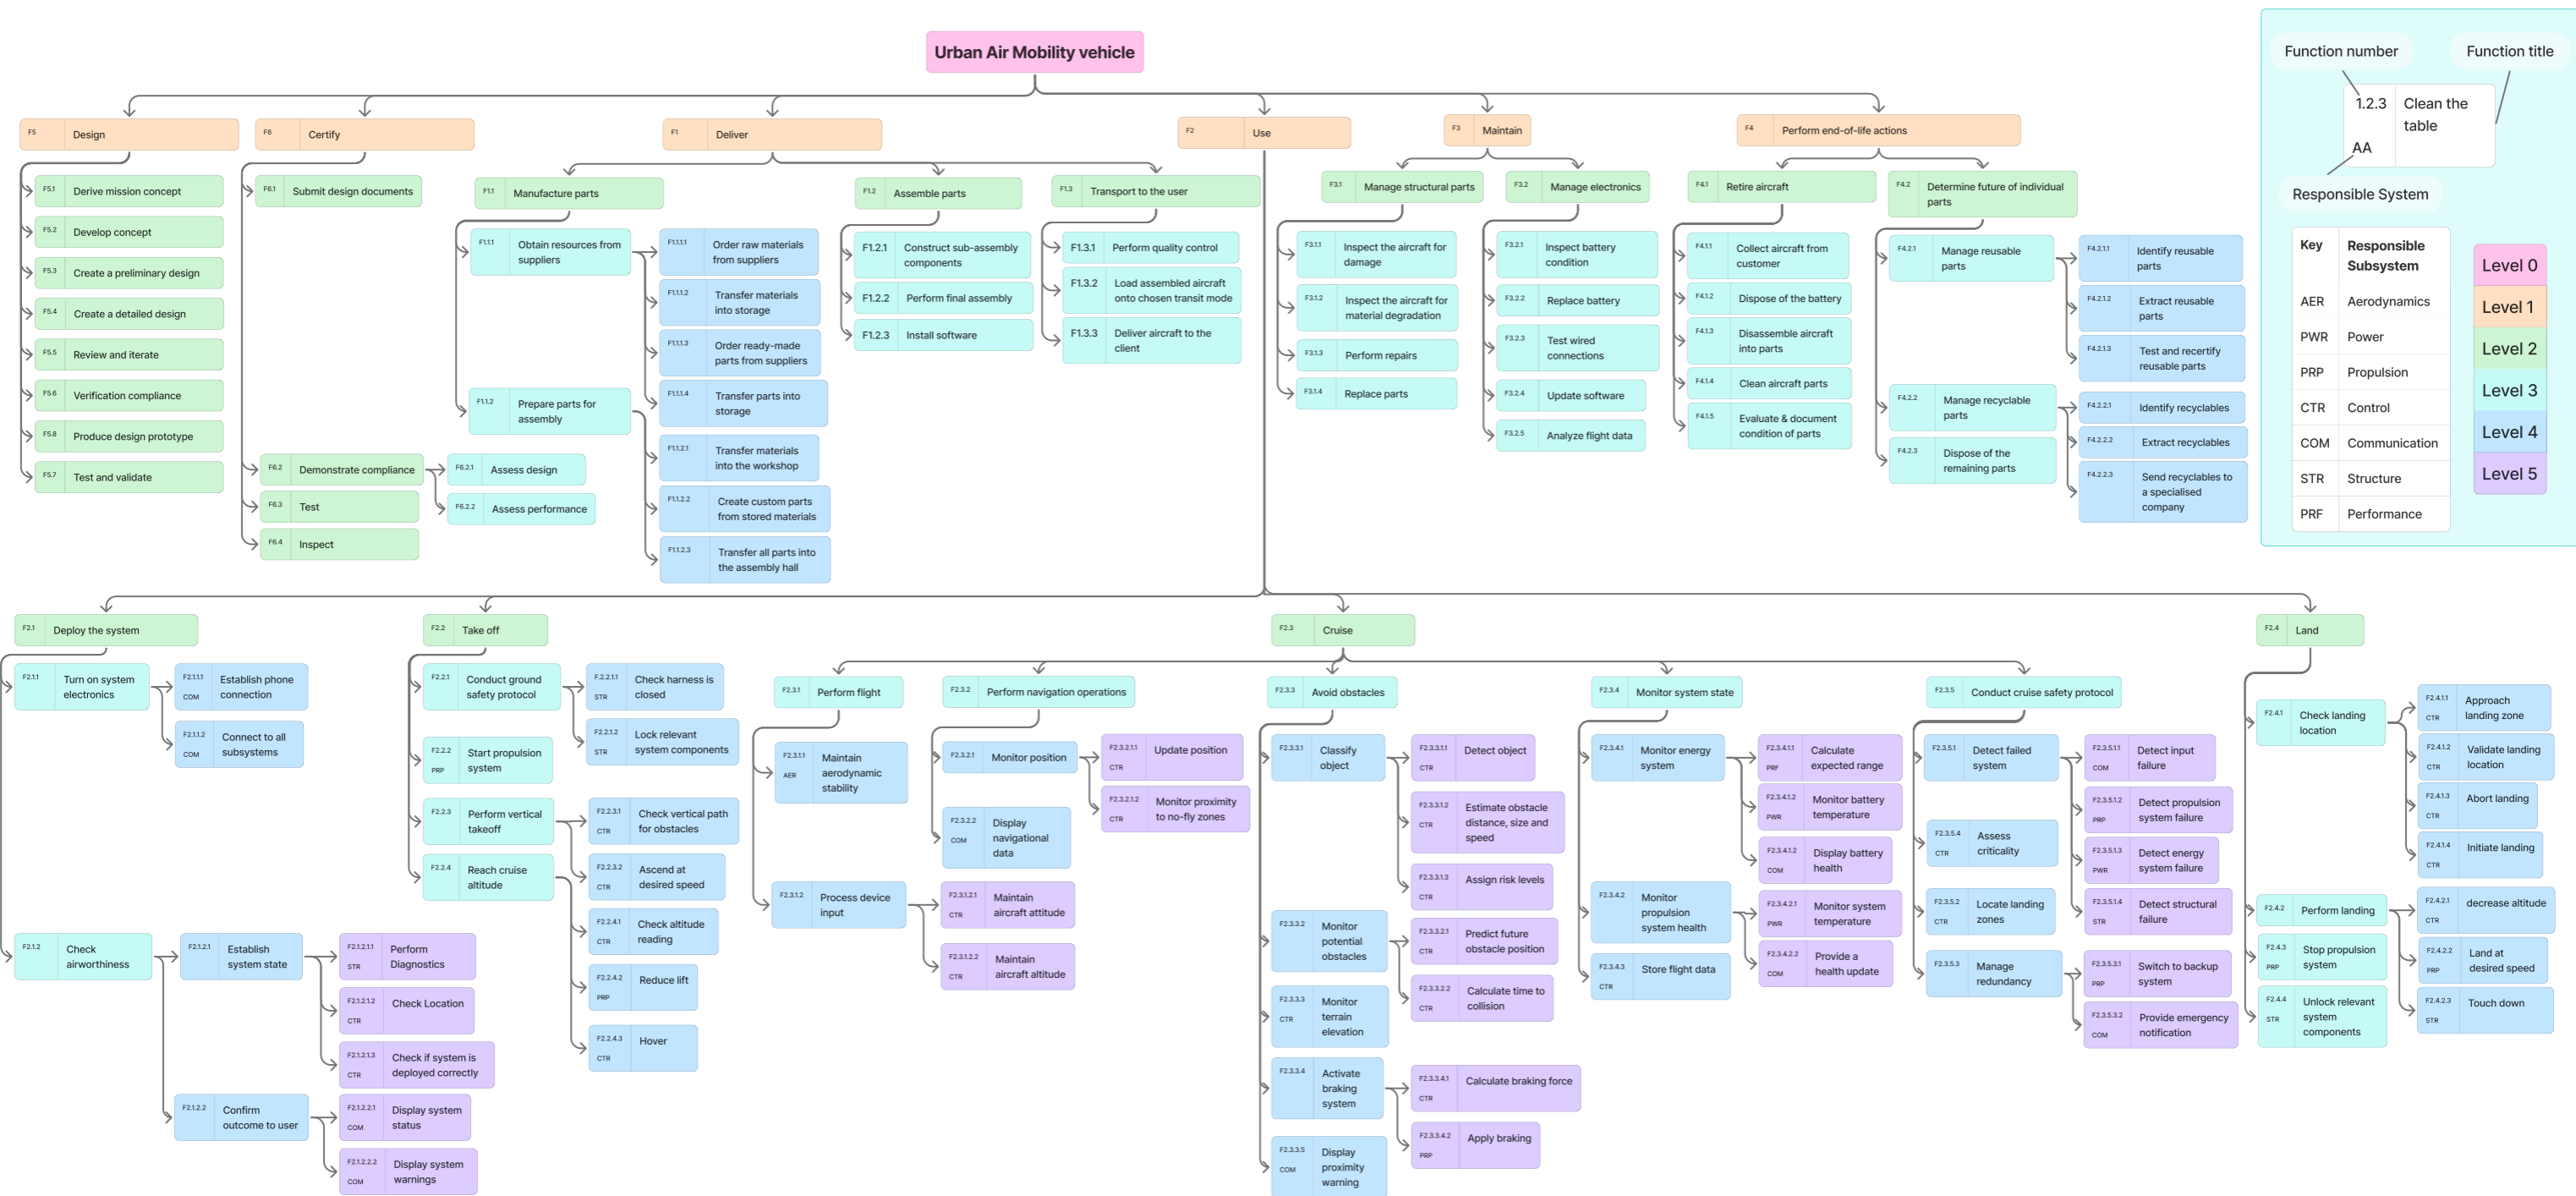 Urban Air Mobility vehicle
F5 Design
F6 Certify
F1 Deliver
F2 Use
F3 Maintain
F4 Perform end-of-life actions
F5.1 Derive mission concept
F5.2 Develop concept
F5.3 Create a preliminary design
F5.4 Create a detailed design
F5.5 Review and iterate
F5.6 Verification compliance
F5.8 Produce design prototype
F5.7 Test and validate
F6.1 Submit design documents
F6.2 Demonstrate compliance
F6.3 Test
F6.4 Inspect
F6.2.1 Assess design
F6.2.2 Assess performance
F1.1 Manufacture parts
F1.1.1 Obtain resources from
suppliers
F1.1.2 Prepare parts for
assembly
F1.1.1.1 Order raw materials
from suppliers
F1.1.1.2 Transfer materials
into storage
F1.1.1.3 Order ready-made
parts from suppliers
F1.1.1.4 Transfer parts into
storage
F1.1.2.1 Transfer materials
into the workshop
F1.1.2.2 Create custom parts
from stored materials
F1.1.2.3 Transfer all parts into
the assembly hall
F1.2 Assemble parts
F1.2.1 Construct sub-assembly
components
F1.2.2 Perform final assembly
F1.2.3 Install software
F1.3 Transport to the user
F1.3.1 Perform quality control
F1.3.2 Load assembled aircraft
onto chosen transit mode
F1.3.3 Deliver aircraft to the
client
F3.1 Manage structural parts
F3.1.1 Inspect the aircraft for
damage
F3.1.2 Inspect the aircraft for
material degradation
F3.1.3 Perform repairs
F3.1.4 Replace parts
F3.2 Manage electronics
F3.2.1 Inspect battery
condition
F3.2.2 Replace battery
F3.2.3 Test wired
connections
F3.2.4 Update software
F3.2.5 Analyze flight data
F4.1 Retire aircraft
F4.1.1 Collect aircraft from
customer
F4.1.2 Dispose of the battery
F4.1.3 Disassemble aircraft
into parts
F4.1.4 Clean aircraft parts
F4.1.5 Evaluate & document
condition of parts
F4.2 Determine future of individual
parts
F4.2.1 Manage reusable
parts
F4.2.2 Manage recyclable
parts
F4.2.3 Dispose of the
remaining parts
F4.2.1.1 Identify reusable
parts
F4.2.1.2 Extract reusable
parts
F4.2.1.3 Test and recertify
reusable parts
F4.2.2.1 Identify recyclables
F4.2.2.2 Extract recyclables
F4.2.2.3 Send recyclables to
a specialised
company
Function number Function title
1.2.3 Clean the
table
AA
Responsible System
Key Responsible
Subsystem
AER Aerodynamics
PWR Power
PRP Propulsion
CTR Control
COM Communication
STR Structure
PRF Performance
Level 0
Level 1
Level 2
Level 3
Level 4
Level 5
F2.1 Deploy the system
F2.1.1 Turn on system
electronics
F2.1.1.1 Establish phone
COM connection
F2.1.1.2 Connect to all
COM subsystems
F2.1.2 Check
airworthiness
F2.1.2.1 Establish
system state
F2.1.2.1.1 Perform
STR Diagnostics
F2.1.2.1.2 Check Location
CTR
F2.1.2.1.3 Check if system is
CTR deployed correctly
F2.1.2.2 Confirm
outcome to user
F2.1.2.2.1 Display system
COM status
F2.1.2.2.2 Display system
COM warnings
F2.2 Take off
F2.2.1 Conduct ground
safety protocol
F.2.2.1.1 Check harness is
STR closed
F2.2.1.2 Lock relevant
STR system components
F2.2.2 Start propulsion
PRP system
F2.2.3 Perform vertical
takeoff
F2.2.3.1 Check vertical path
CTR for obstacles
F2.2.3.2 Ascend at
CTR desired speed
F2.2.4 Reach cruise
altitude
F2.2.4.1 Check altitude
CTR reading
F2.2.4.2 Reduce lift
PRP
F2.2.4.3 Hover
CTR
F2.3 Cruise
F2.3.1 Perform flight
F2.3.1.1 Maintain
AER aerodynamic
stability
F2.3.1.2 Process device
input
F2.3.1.2.1 Maintain
CTR aircraft attitude
F2.3.1.2.2 Maintain
CTR aircraft altitude
F2.3.2 Perform navigation operations
F2.3.2.1 Monitor position
F2.3.2.1.1 Update position
CTR
F2.3.2.1.2 Monitor proximity
CTR to no-fly zones
F2.3.2.2 Display
COM navigational
data
F2.3.3 Avoid obstacles
F2.3.3.1 Classify
object
F2.3.3.1.1 Detect object
CTR
F2.3.3.1.2 Estimate obstacle
CTR distance, size and
speed
F2.3.3.1.3 Assign risk levels
CTR
F2.3.3.2 Monitor
potential
obstacles
F2.3.3.2.1 Predict future
CTR obstacle position
F2.3.3.2.2 Calculate time to
CTR collision
F2.3.3.3 Monitor
CTR terrain
elevation
F2.3.3.4 Activate
braking
system
F2.3.3.4.1 Calculate braking force
CTR
F2.3.3.4.2 Apply braking
PRP
F2.3.3.5 Display
COM proximity
warning
F2.3.4 Monitor system state
F2.3.4.1 Monitor energy
system
F2.3.4.1.1 Calculate
PRF expected range
F2.3.4.1.2 Monitor battery
PWR temperature
F2.3.4.1.2 Display battery
COM health
F2.3.4.2 Monitor
propulsion
system health
F2.3.4.2.1 Monitor system
PWR temperature
F2.3.4.2.2 Provide a
COM health update
F2.3.4.3 Store flight data
CTR
F2.3.5 Conduct cruise safety protocol
F2.3.5.1 Detect failed
system
F2.3.5.1.1 Detect input
COM failure
F2.3.5.1.2 Detect propulsion
PRP system failure
F2.3.5.1.3 Detect energy
PWR system failure
F2.3.5.1.4 Detect structural
STR failure
F2.3.5.4 Assess
CTR criticality
F2.3.5.2 Locate landing
CTR zones
F2.3.5.3 Manage
redundancy
F2.3.5.3.1 Switch to backup
PRP system
F2.3.5.3.2 Provide emergency
COM notification
F2.4 Land
F2.4.1 Check landing
location
F2.4.1.1 Approach
CTR landing zone
F2.4.1.2 Validate landing
CTR location
F2.4.1.3 Abort landing
CTR
F2.4.1.4 Initiate landing
CTR
F2.4.2 Perform landing
F2.4.2.1 decrease altitude
CTR
F2.4.2.2 Land at
PRP desired speed
F2.4.2.3 Touch down
STR
F2.4.3 Stop propulsion
PRP system
F2.4.4 Unlock relevant
STR system
components